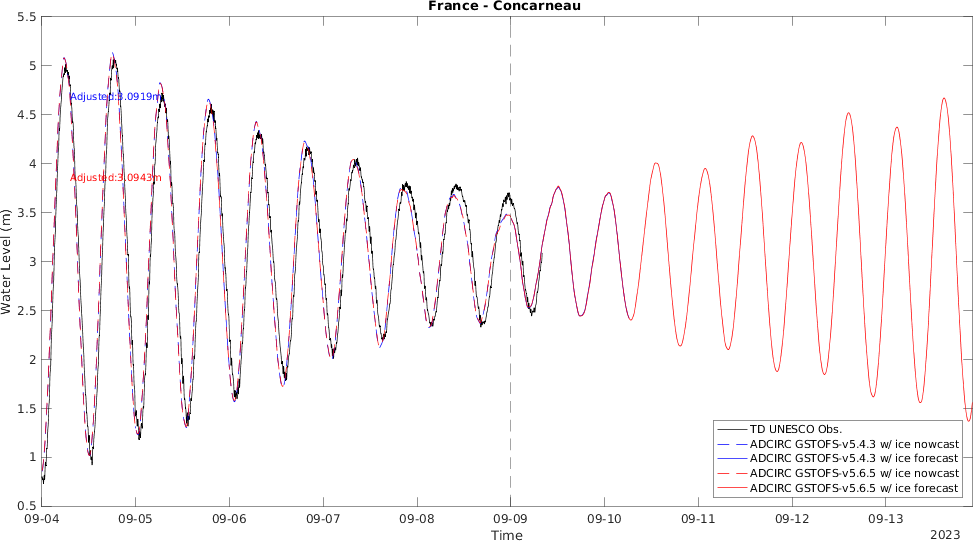 France - Concarneau
5.5
5
4.5
4
3.5
3
2.5
2
1.5
1
0.5
Water Level (m)
Adjusted:3.0919m
Adjusted:3.0943m
TD UNESCO Obs.
ADCIRC GSTOFS-v5.4.3 w/ ice nowcast
ADCIRC GSTOFS-v5.4.3 w/ ice forecast
ADCIRC GSTOFS-v5.6.5 w/ ice nowcast
ADCIRC GSTOFS-v5.6.5 w/ ice forecast
09-04 09-05 09-06 09-07 09-08 09-09 09-10 09-11 09-12 09-13
Time
2023